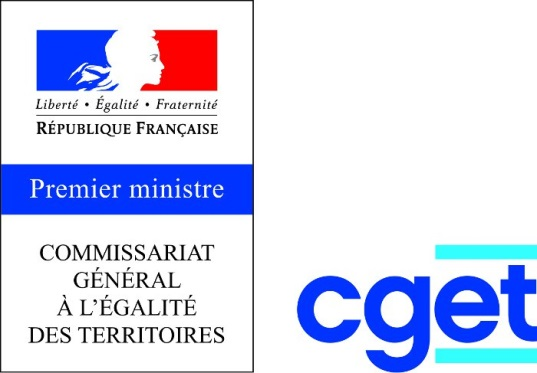 Liberté • Égalité • Fraternité
RÉPUBLIQUE FRANÇAISE
Premier ministre
COMMISSARIAT
GÉNÉRAL
À L'ÉGALITÉ
DES TERRITOIRES
cget